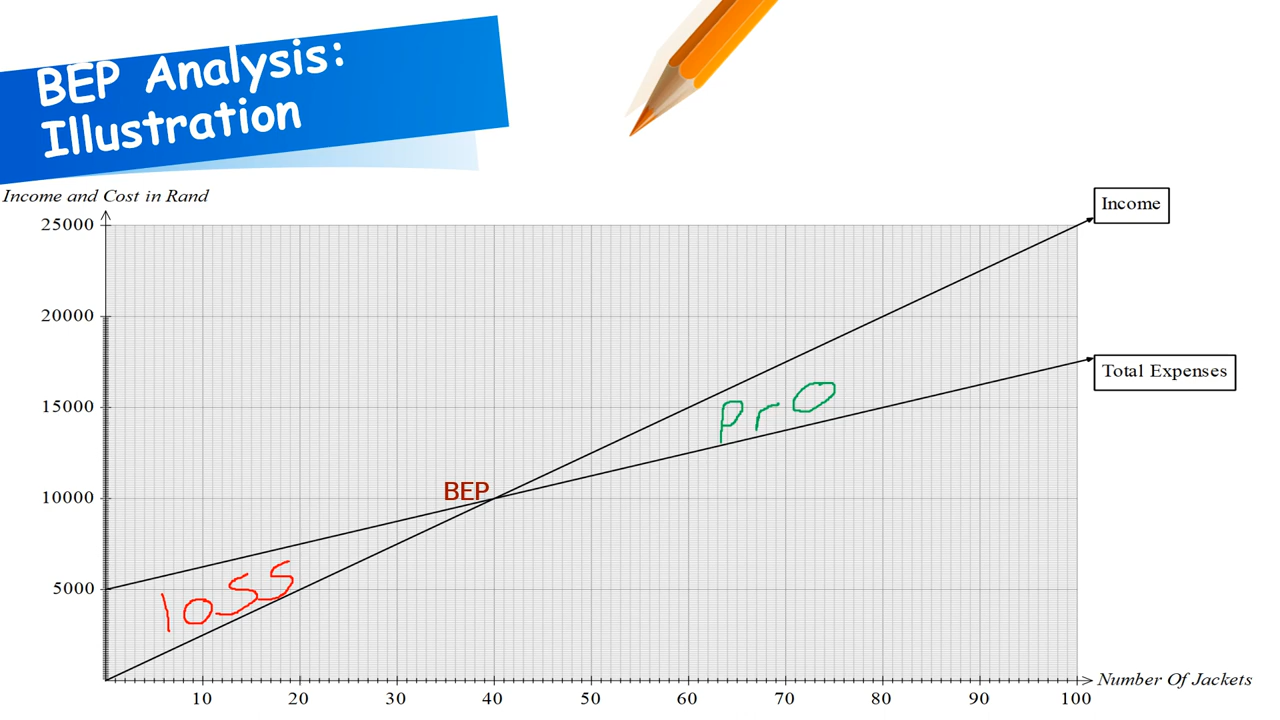 BEP Analysis:
Illustration
Income and Cost in Rand
25000
20000
15000
10000
5000
Income
Total Expenses
pro
BEP
loss
10 20 30 40 50 60 70 80 90 100
Number Of Jackets